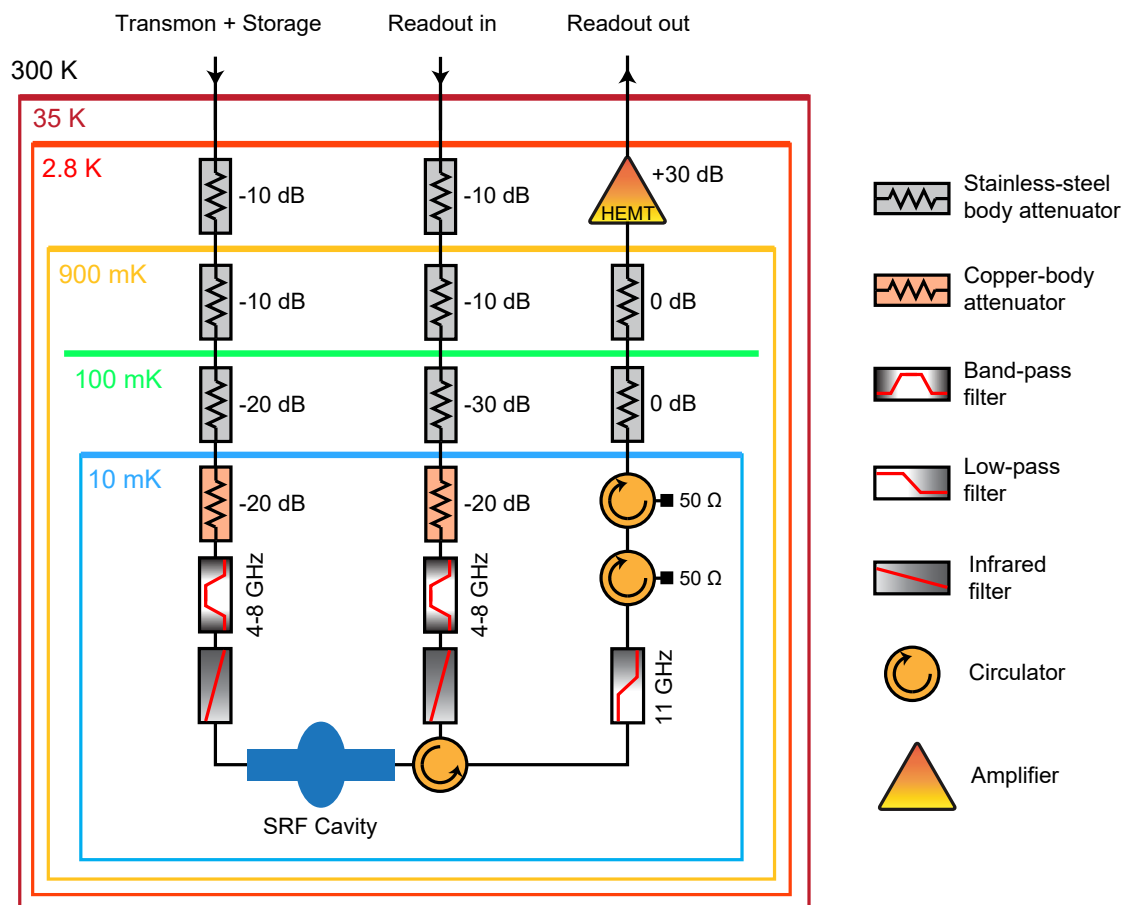 Transmon + Storage
Readout in
Readout out
300 K
35 K
2.8 K
-10 dB
-10 dB
+30 dB
HEMT
900 mK
-10 dB
-10 dB
0 dB
100 mK
-20 dB
-30 dB
0 dB
10 mK
-20 dB
-20 dB
50 Ω
50 Ω
4-8 GHz
4-8 GHz
11 GHz
SRF Cavity
Stainless-steel
body attenuator
Copper-body
attenuator
Band-pass
filter
Low-pass
filter
Infrared
filter
Circulator
Amplifier